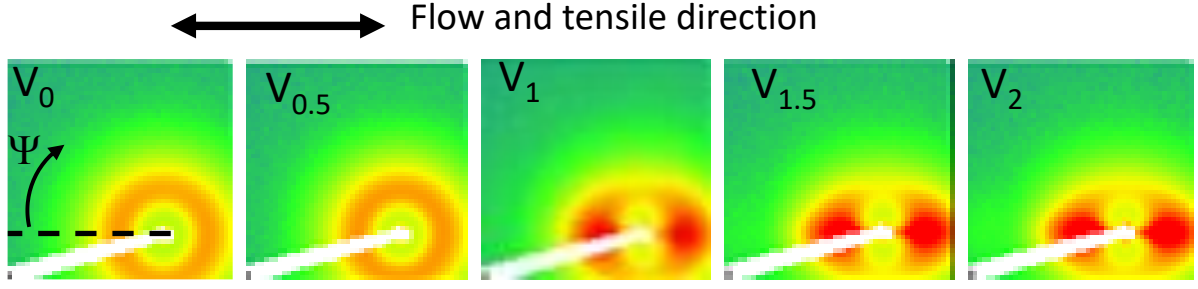 Flow and tensile direction
V₀ V₀.₅ V₁ V₁.₅ V₂
Ψ